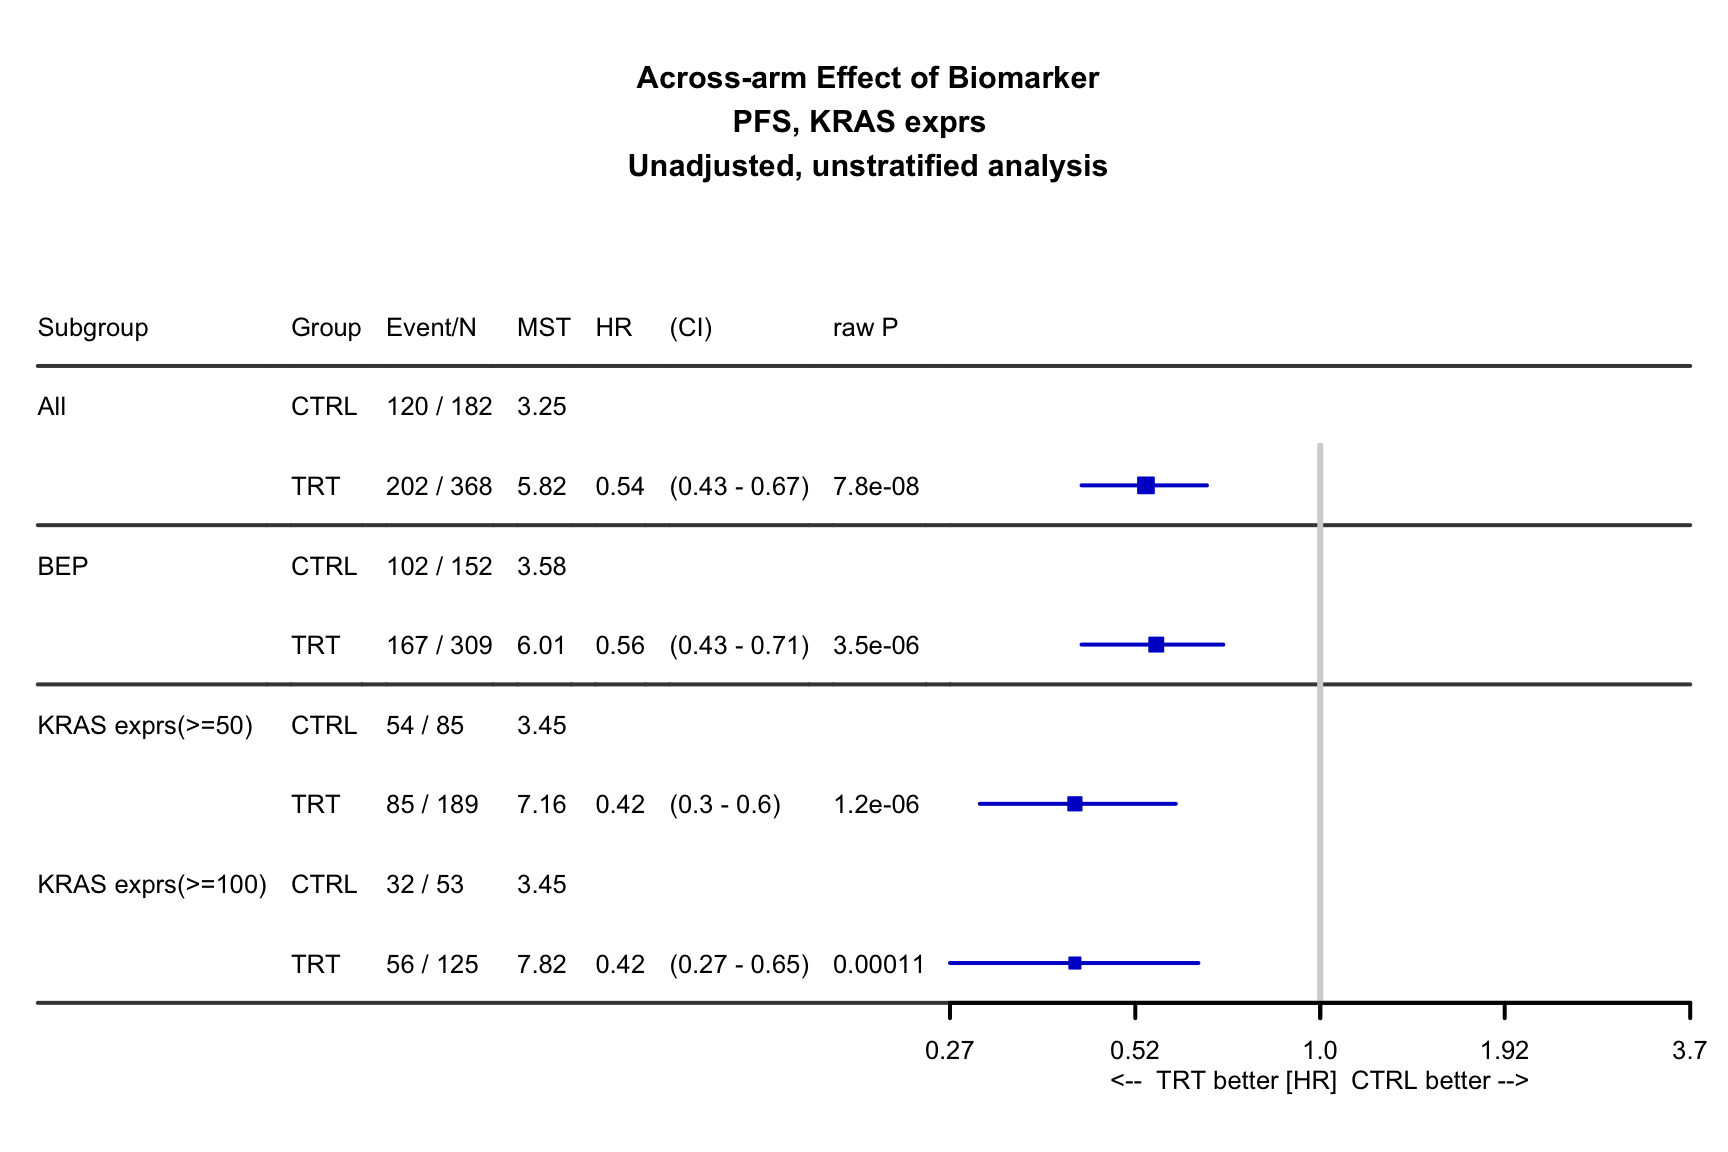 Across-arm Effect of Biomarker
PFS, KRAS exprs
Unadjusted, unstratified analysis
Subgroup Group Event/N MST HR (CI) raw P
All CTRL 120 / 182 3.25
TRT 202 / 368 5.82 0.54 (0.43 - 0.67) 7.8e-08
BEP CTRL 102 / 152 3.58
TRT 167 / 309 6.01 0.56 (0.43 - 0.71) 3.5e-06
KRAS exprs(>=50) CTRL 54 / 85 3.45
TRT 85 / 189 7.16 0.42 (0.3 - 0.6) 1.2e-06
KRAS exprs(>=100) CTRL 32 / 53 3.45
TRT 56 / 125 7.82 0.42 (0.27 - 0.65) 0.00011
0.27 0.52 1.0 1.92 3.7
<-- TRT better [HR] CTRL better -->